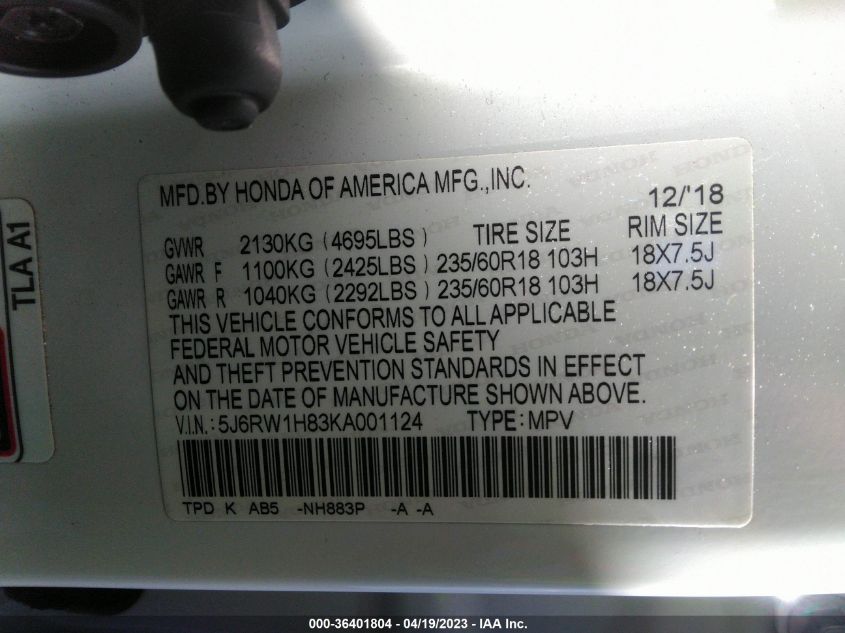 MFD.BY HONDA OF AMERICA MFG.,INC.
12/'18
GVWR 2130KG (4695LBS) TIRE SIZE RIM SIZE
GAWR F 1100KG (2425LBS) 235/60R18 103H 18X7.5J
GAWR R 1040KG (2292LBS) 235/60R18 103H 18X7.5J
THIS VEHICLE CONFORMS TO ALL APPLICABLE
FEDERAL MOTOR VEHICLE SAFETY
AND THEFT PREVENTION STANDARDS IN EFFECT
ON THE DATE OF MANUFACTURE SHOWN ABOVE.
V.I.N.: 5J6RW1H83KA001124 TYPE: MPV
TPD K AB5 -NH883P -A -A
TLA A1
000-36401804 - 04/19/2023 - IAA Inc.